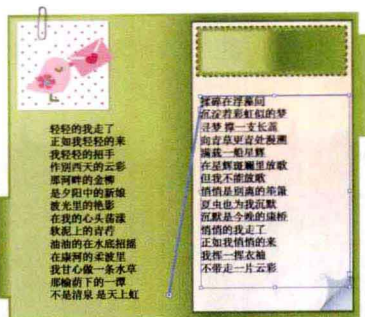 轻轻的我走了
正如我轻轻的来
我轻轻的招手
作别西天的云彩
那河畔的金柳
是夕阳中的新娘
波光里的艳影
在我的心头荡漾
软泥上的青荇
油油的在水底招摇
在康河的柔波里
我甘心做一条水草
那榆荫下的一潭
不是清泉 是天上虹
揉碎在浮藻间
沉淀着彩虹似的梦
寻梦 撑一支长蒿
向青草更青处漫溯
满载一船星辉
在星辉斑斓里放歌
但我不能放歌
悄悄是别离的笙箫
夏虫也为我沉默
沉默是今晚的康桥
悄悄的我走了
正如我悄悄的来
我挥一挥衣袖
不带走一片云彩